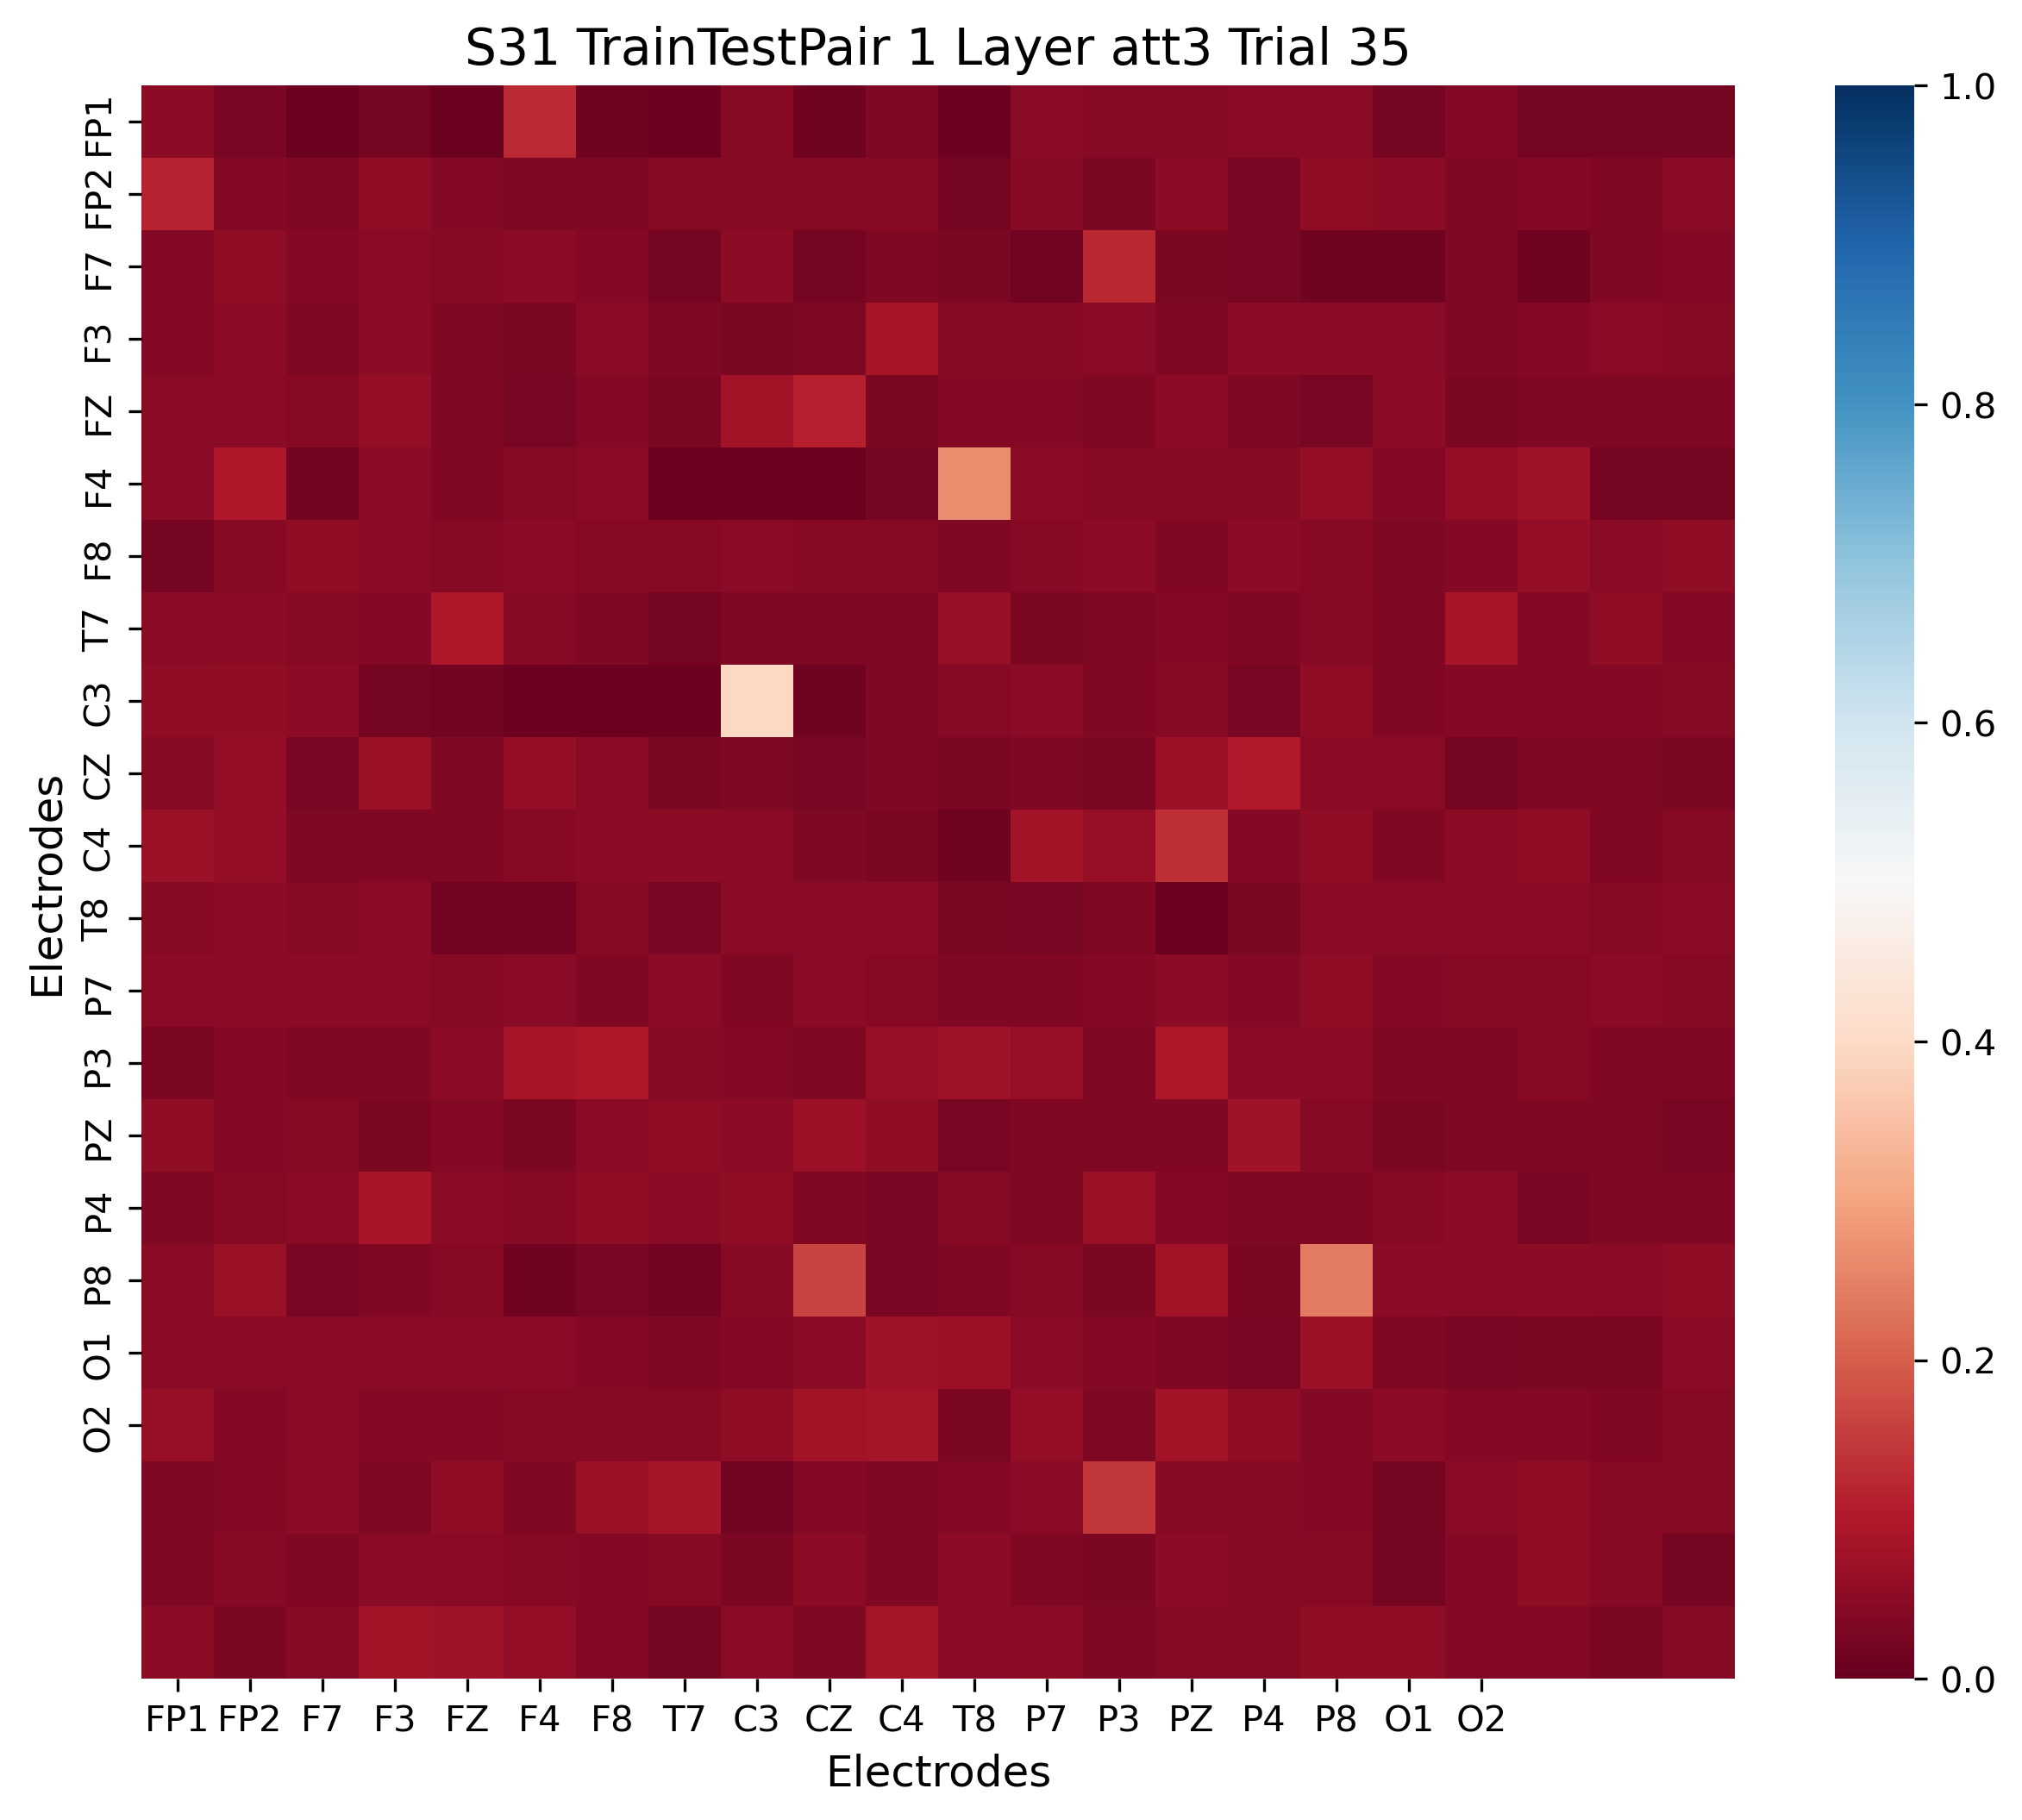 S31 TrainTestPair 1 Layer att3 Trial 35
Electrodes
FP1
FP2
F7
F3
FZ
F4
F8
T7
C3
CZ
C4
T8
P7
P3
PZ
P4
P8
O1
O2
FP1 FP2 F7 F3 FZ F4 F8 T7 C3 CZ C4 T8 P7 P3 PZ P4 P8 O1 O2
Electrodes
1.0
0.8
0.6
0.4
0.2
0.0